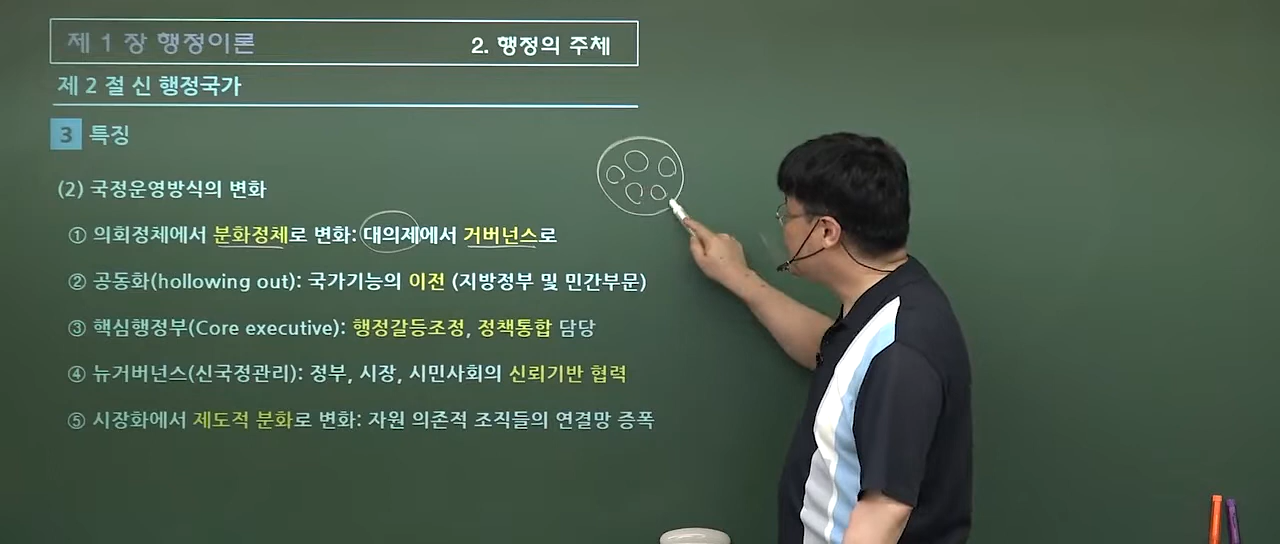 제 1 장 행정이론
2. 행정의 주체
제 2 절 신 행정국가
3 특징
(2) 국정운영방식의 변화
① 의회정체에서 분화정체로 변화: 대의제에서 거버넌스로
② 공동화(hollowing out): 국가기능의 이전 (지방정부 및 민간부문)
③ 핵심행정부(Core executive): 행정갈등조정, 정책통합 담당
④ 뉴거버넌스(신국정관리): 정부, 시장, 시민사회의 신뢰기반 협력
⑤ 시장화에서 제도적 분화로 변화: 자원 의존적 조직들의 연결망 증폭